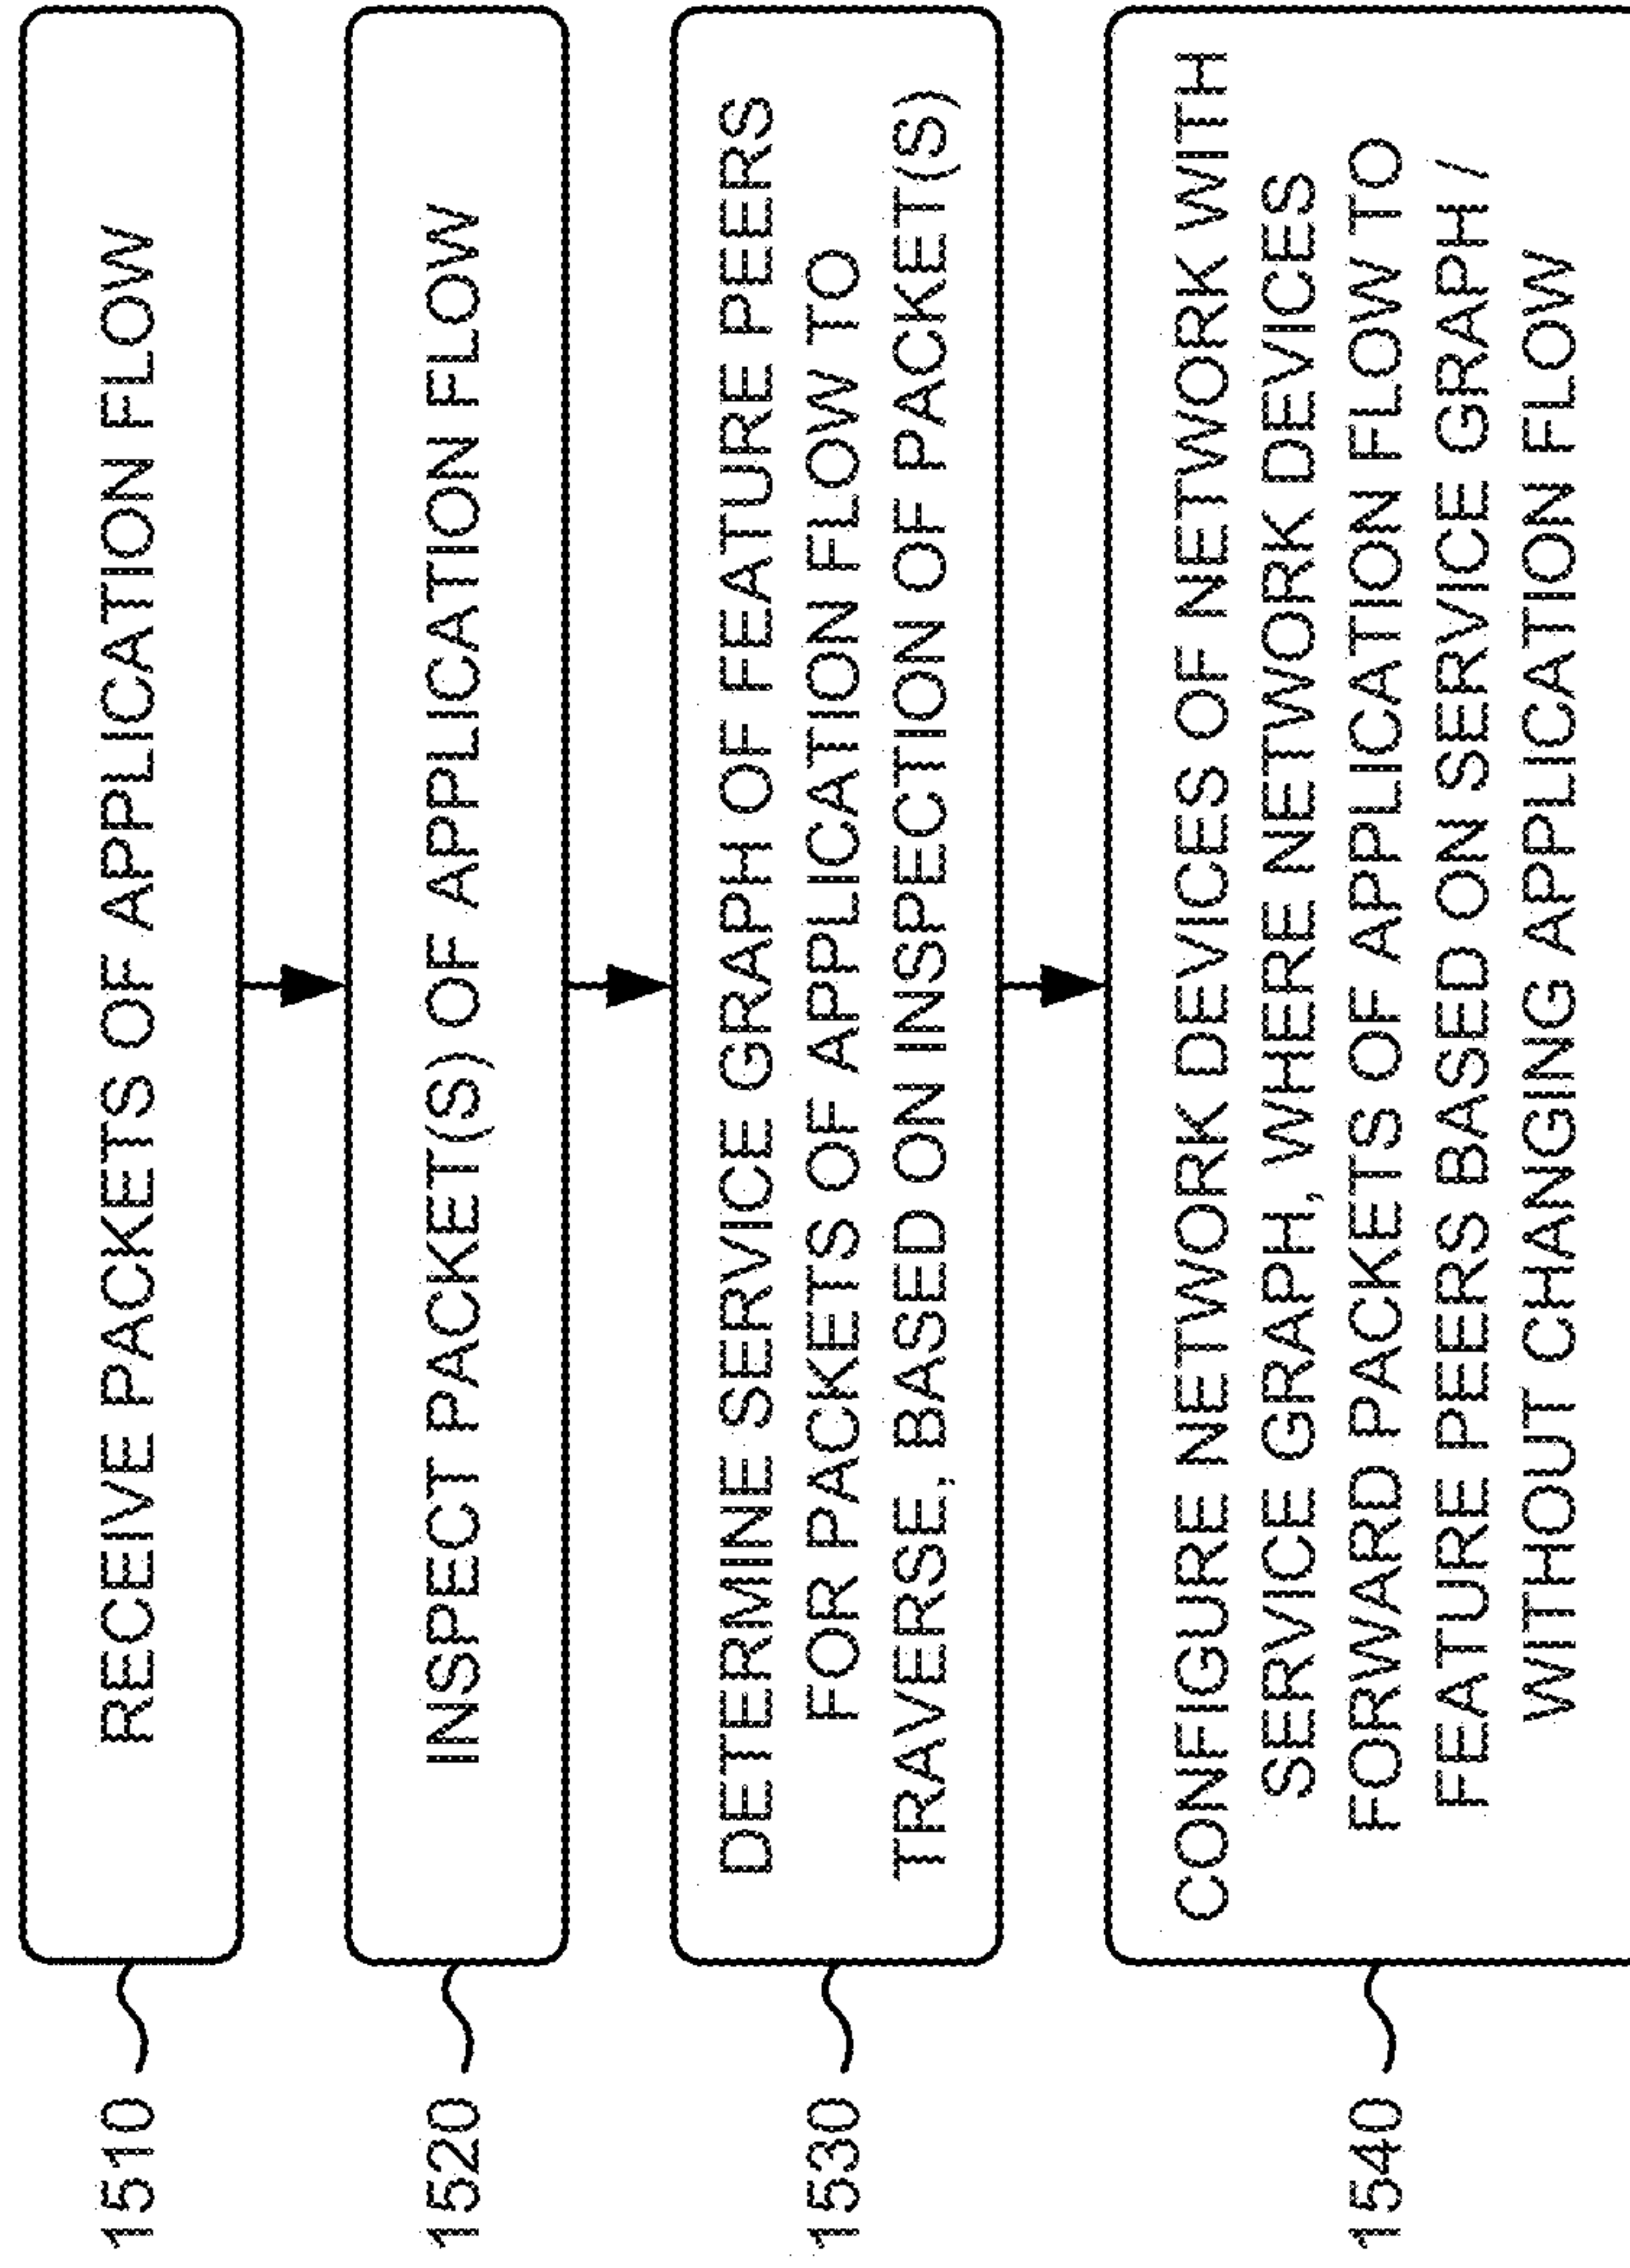 1510
RECEIVE PACKETS OF APPLICATION FLOW
1520
INSPECT PACKET(S) OF APPLICATION FLOW
1530
DETERMINE SERVICE GRAPH OF FEATURE PEERS
FOR PACKETS OF APPLICATION FLOW TO
TRAVERSE, BASED ON INSPECTION OF PACKET(S)
1540
CONFIGURE NETWORK DEVICES OF NETWORK WITH
SERVICE GRAPH, WHERE NETWORK DEVICES
FORWARD PACKETS OF APPLICATION FLOW TO
FEATURE PEERS BASED ON SERVICE GRAPH /
WITHOUT CHANGING APPLICATION FLOW